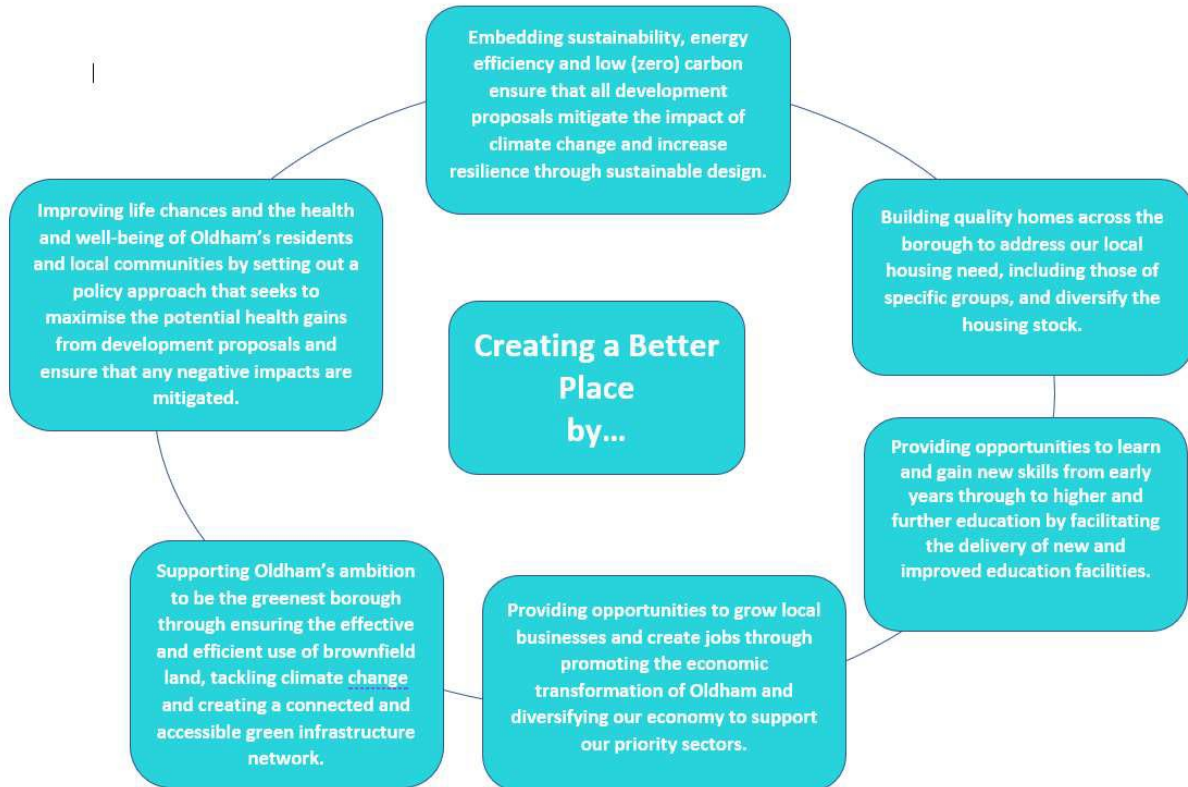 Embedding sustainability, energy
efficiency and low (zero) carbon
ensure that all development
proposals mitigate the impact of
climate change and increase
resilience through sustainable design.
Building quality homes across the
borough to address our local
housing need, including those of
specific groups, and diversify the
housing stock.
Providing opportunities to learn
and gain new skills from early
years through to higher and
further education by facilitating
the delivery of new and
improved education facilities.
Providing opportunities to grow local
businesses and create jobs through
promoting the economic
transformation of Oldham and
diversifying our economy to support
our priority sectors.
Supporting Oldham’s ambition
to be the greenest borough
through ensuring the effective
and efficient use of brownfield
land, tackling climate change
and creating a connected and
accessible green infrastructure
network.
Improving life chances and the health
and well-being of Oldham’s residents
and local communities by setting out a
policy approach that seeks to
maximise the potential health gains
from development proposals and
ensure that any negative impacts are
mitigated.
Creating a Better
Place
by…